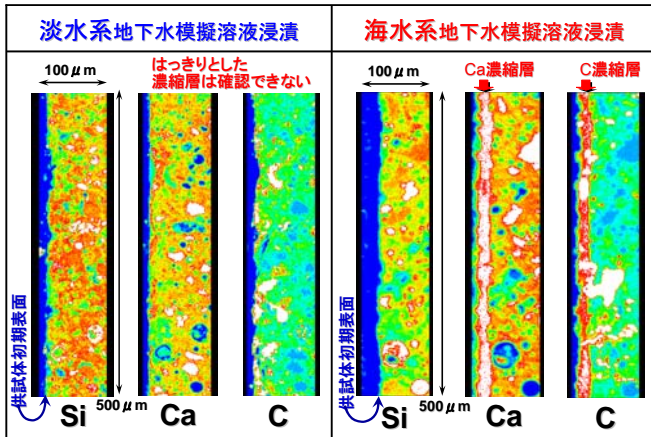 淡水系地下水模擬溶液浸漬
100μm
はっきりとした
濃縮層は確認できない
500μm
供試体初期表面
Si
Ca
C
海水系地下水模擬溶液浸漬
100μm
Ca濃縮層
C濃縮層
500μm
供試体初期表面
Si
Ca
C